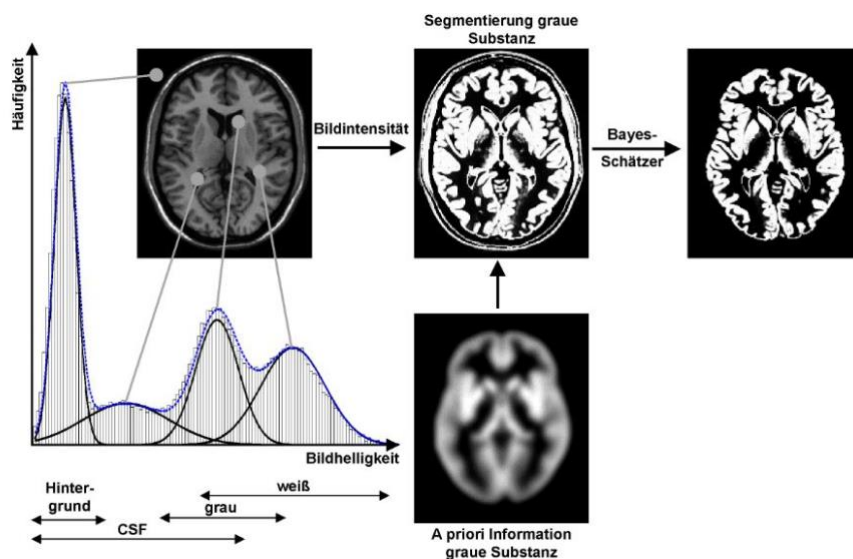 Segmentierung graue
Substanz
Häufigkeit
Bildintensität
Bayes-
Schätzer
Bildhelligkeit
Hinter-
grund
weiß
grau
CSF
A priori Information
graue Substanz